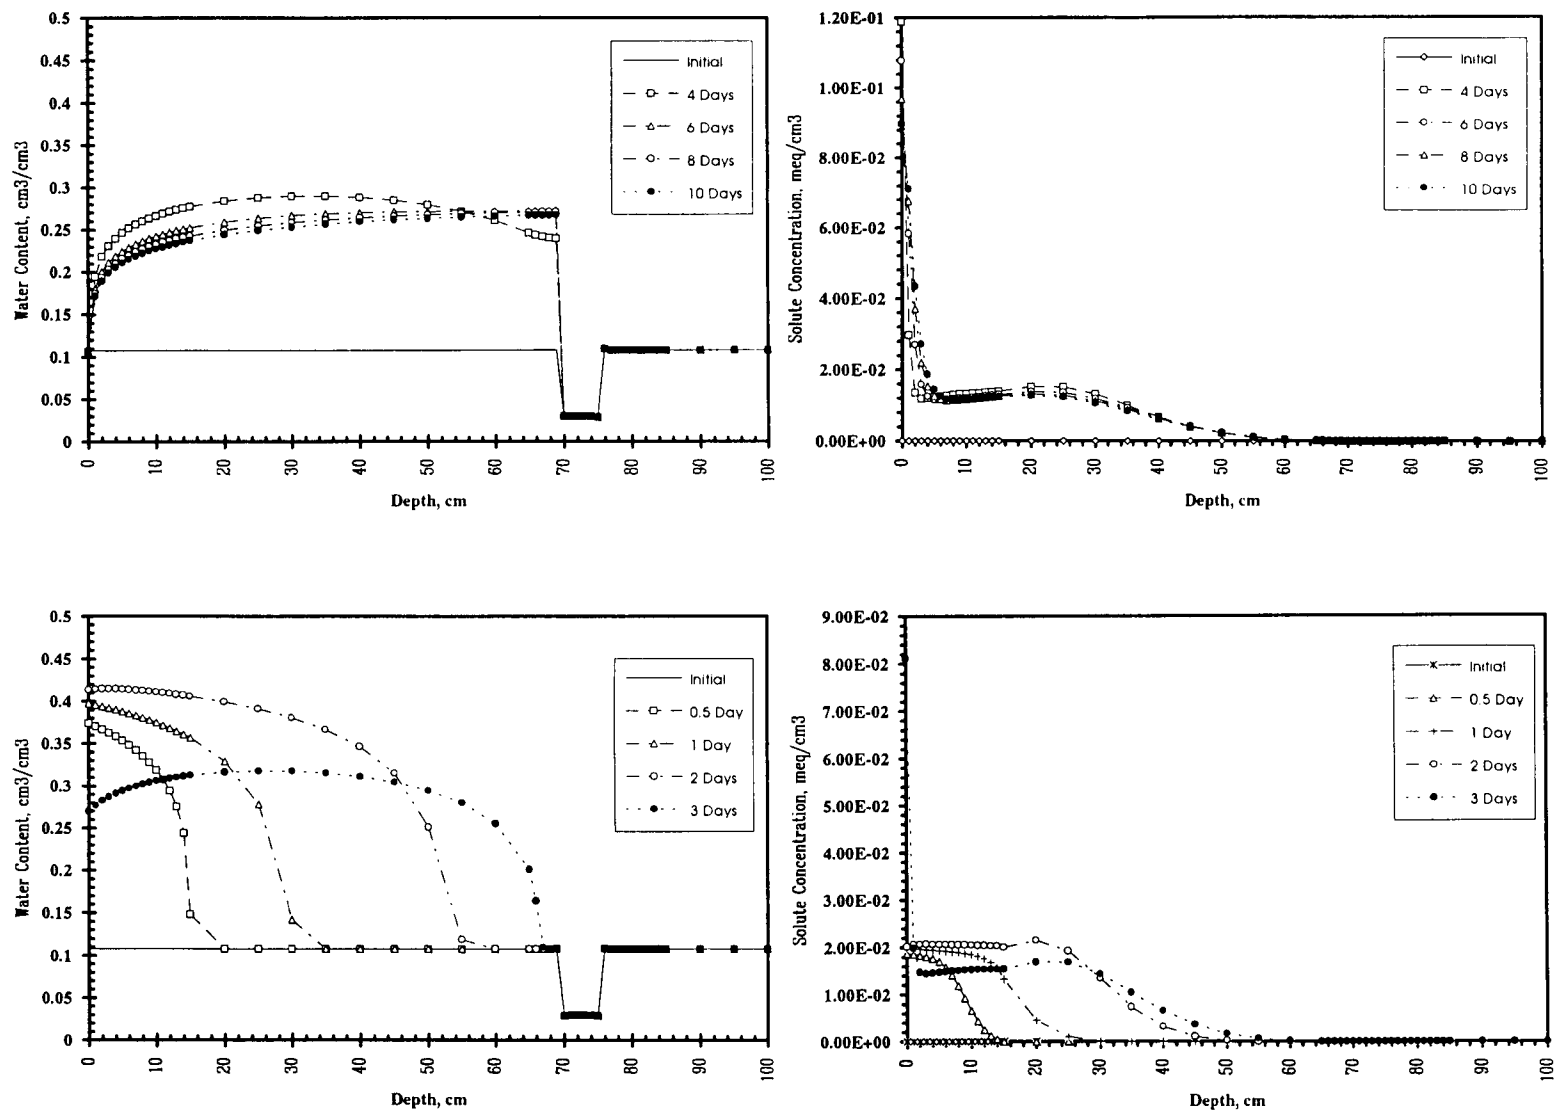 0.5
0.45
0.4
0.35
0.3
0.25
0.2
0.15
0.1
0.05
0
Water Content, cm3/cm3
Initial
4 Days
6 Days
8 Days
10 Days
0 10 20 30 40 50 60 70 80 90 100
Depth, cm
1.20E-01
1.00E-01
8.00E-02
6.00E-02
4.00E-02
2.00E-02
0.00E+00
Solute Concentration, meq/cm3
Initial
4 Days
6 Days
8 Days
10 Days
0 10 20 30 40 50 60 70 80 90 100
Depth, cm
0.5
0.45
0.4
0.35
0.3
0.25
0.2
0.15
0.1
0.05
0
Water Content, cm3/cm3
Initial
0.5 Day
1 Day
2 Days
3 Days
0 10 20 30 40 50 60 70 80 90 100
Depth, cm
9.00E-02
8.00E-02
7.00E-02
6.00E-02
5.00E-02
4.00E-02
3.00E-02
2.00E-02
1.00E-02
0.00E+00
Solute Concentration, meq/cm3
Initial
0.5 Day
1 Day
2 Days
3 Days
0 10 20 30 40 50 60 70 80 90 100
Depth, cm